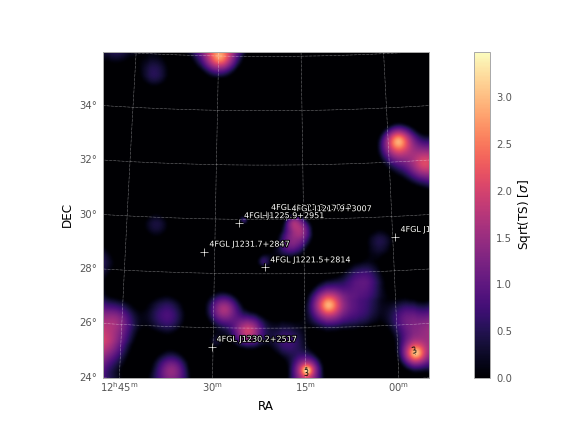 34°
32°
30°
28°
26°
24°
12ʰ45ᵐ
30ᵐ
15ᵐ
00ᵐ
RA
DEC
4FGL J1217.9+3007
4FGL J1225.9+2951
4FGL J1
4FGL J1231.7+2847
4FGL J1221.5+2814
4FGL J1230.2+2517
3
3
3.0
2.5
2.0
1.5
1.0
0.5
0.0
Sqrt(TS) [σ]